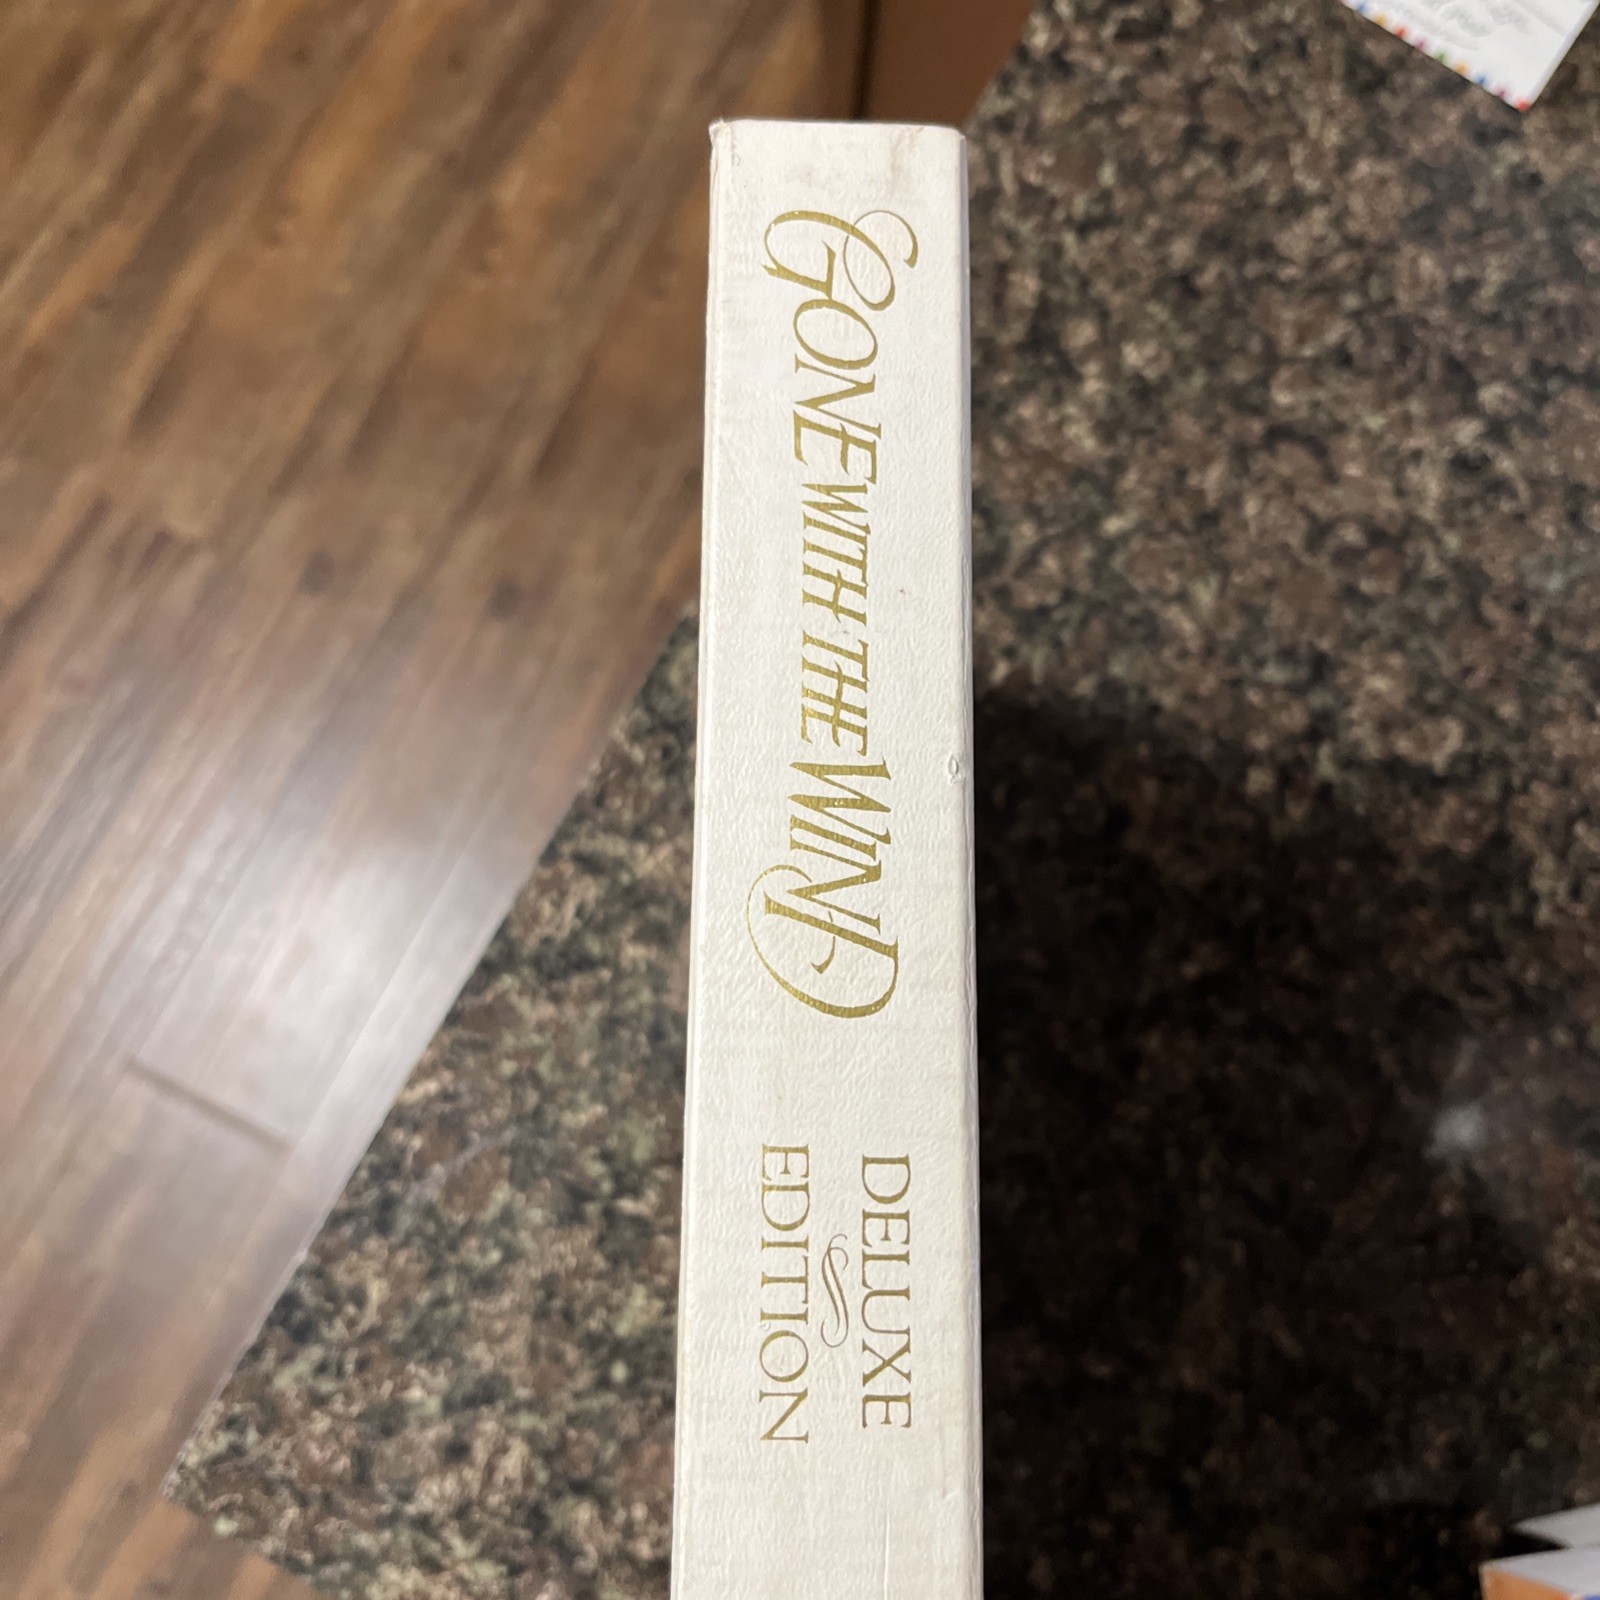 GONE WITH THE WIND
DELUXE
EDITION